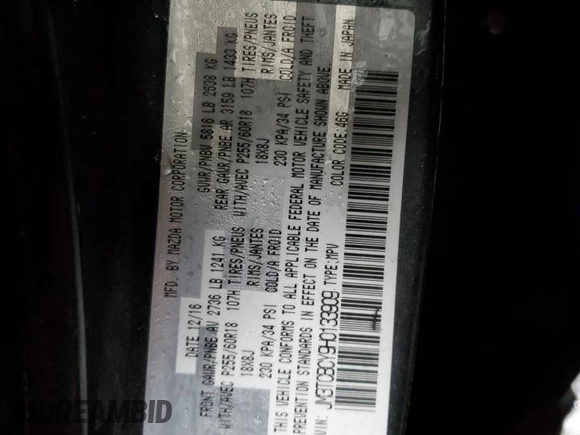 MFD. BY MAZDA MOTOR CORPORATION
DATE 12/16 GVWR/PNBV 5816 LB 2638 KG
FRONT GAWR/PNBE AV 2736 LB 1241 KG REAR GAWR/PNBE AR 3159 LB 1433 KG
WITH/AVEC P255/60R18 107H TIRES/PNEUS WITH/AVEC P255/60R18 107H TIRES/PNEUS
18X8J RIMS/JANTES 18X8J RIMS/JANTES
230 KPA/34 PSI COLD/A FROID 230 KPA/34 PSI COLD/A FROID
THIS VEHICLE CONFORMS TO ALL APPLICABLE FEDERAL MOTOR VEHICLE SAFETY AND THEFT
PREVENTION STANDARDS IN EFFECT ON THE DATE OF MANUFACTURE SHOWN ABOVE.
VIN: JM3TCBCY9H0133909 TYPE: MPV COLOR CODE: 46G MADE IN JAPAN
DREAMBID